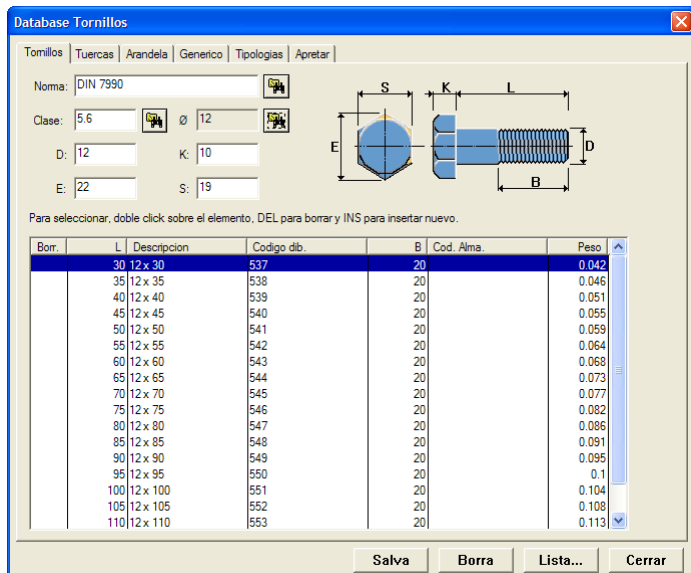 Database Tornillos
Tornillos Tuercas Arandela Generico Tipologias Apretar
Norma: DIN 7990
Clase: 5.6 Ø 12
D: 12 K: 10
E: 22 S: 19
S K L
E D
B
Para seleccionar, doble click sobre el elemento, DEL para borrar y INS para insertar nuevo.
Borr. L Descripcion Codigo dib. B Cod. Alma. Peso
30 12 x 30 537 20 0.042
35 12 x 35 538 20 0.046
40 12 x 40 539 20 0.051
45 12 x 45 540 20 0.055
50 12 x 50 541 20 0.059
55 12 x 55 542 20 0.064
60 12 x 60 543 20 0.068
65 12 x 65 544 20 0.073
70 12 x 70 545 20 0.077
75 12 x 75 546 20 0.082
80 12 x 80 547 20 0.086
85 12 x 85 548 20 0.091
90 12 x 90 549 20 0.095
95 12 x 95 550 20 0.1
100 12 x 100 551 20 0.104
105 12 x 105 552 20 0.108
110 12 x 110 553 20 0.113
Salva Borra Lista... Cerrar